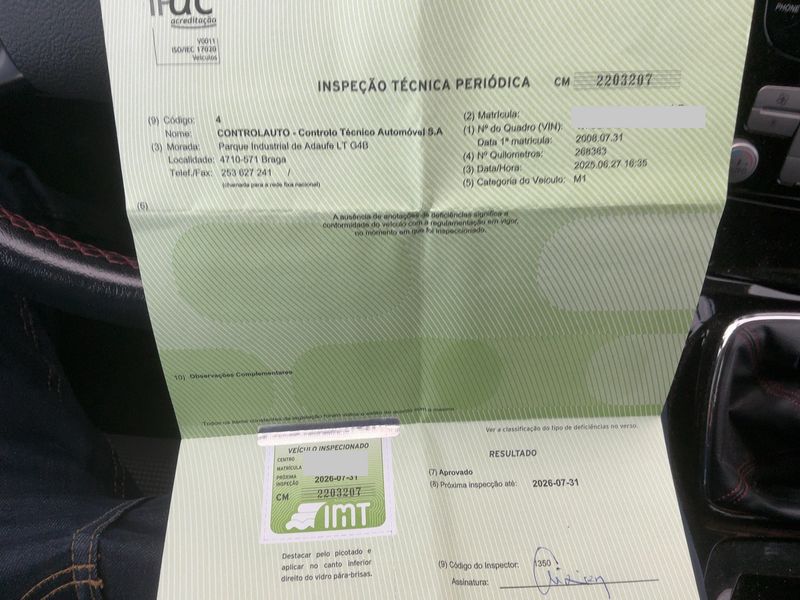 IPAC
acreditação
V0011
ISO/IEC 17020
Veículos
INSPEÇÃO TÉCNICA PERIÓDICA CM 2203207
(9) Código: 4
Nome: CONTROLAUTO - Controlo Técnico Automóvel S.A
(3) Morada: Parque Industrial de Adaufe LT G4B
Localidade: 4710-571 Braga
Telef./Fax: 253 627 241 /
(chamada para a rede fixa nacional)
(2) Matrícula:
(1) Nº do Quadro (VIN):
Data 1ª matrícula: 2008.07.31
(4) Nº Quilómetros: 268363
(3) Data/Hora: 2025.06.27 16:35
(5) Categoria do Veículo: M1
(6)
A ausência de anotações de deficiências significa a
conformidade do veículo com a regulamentação em vigor,
no momento em que foi inspeccionado.
10) Observações Complementares
Ver a classificação do tipo de deficiências no verso.
VEÍCULO INSPECIONADO
CENTRO
MATRÍCULA
PRÓXIMA
INSPEÇÃO 2026-07-31
CM 2203207
IMT
Destacar pelo picotado e
aplicar no canto inferior
direito do vidro pára-brisas.
RESULTADO
(7) Aprovado
(8) Próxima inspecção até: 2026-07-31
(9) Código do Inspector: 1350
Assinatura:
PHONE